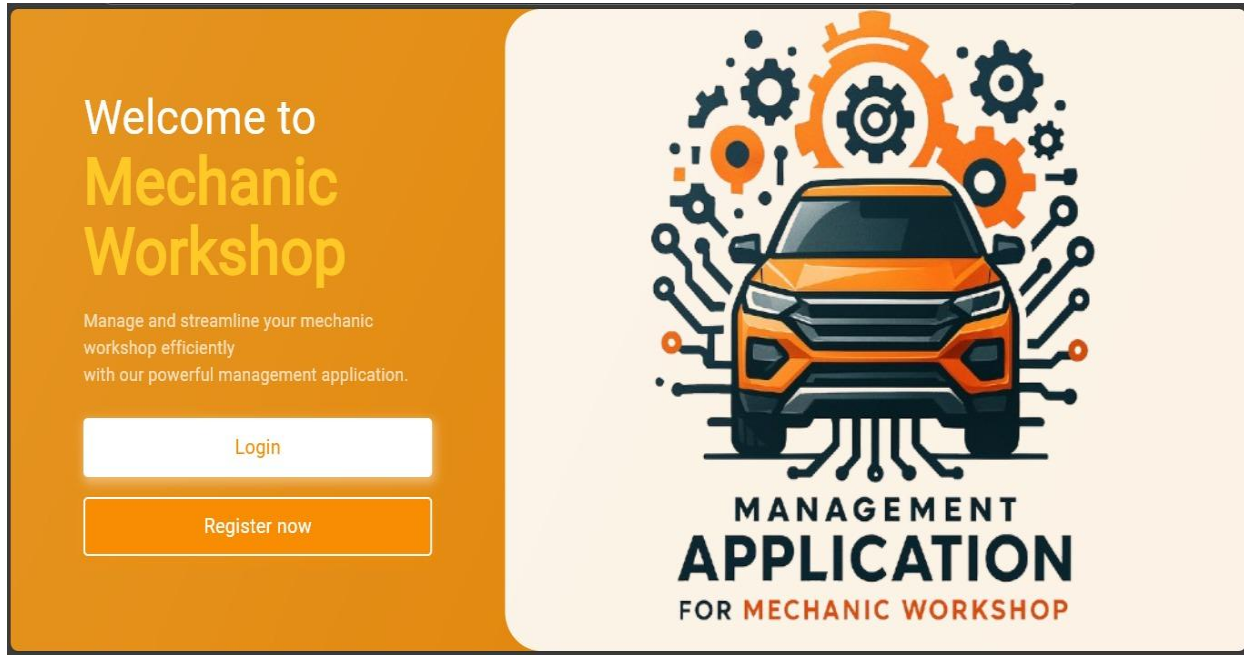 Welcome to
Mechanic
Workshop
Manage and streamline your mechanic
workshop efficiently
with our powerful management application.
Login
Register now
MANAGEMENT
APPLICATION
FOR MECHANIC WORKSHOP